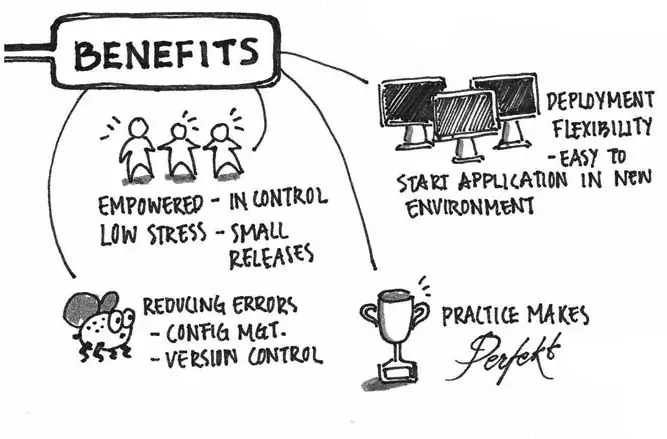 BENEFITS
EMPOWERED - IN CONTROL
LOW STRESS - SMALL
RELEASES
REDUCING ERRORS
- CONFIG MGT.
- VERSION CONTROL
DEPLOYMENT
FLEXIBILITY
- EASY TO
START APPLICATION IN NEW
ENVIRONMENT
PRACTICE MAKES
Perfekt